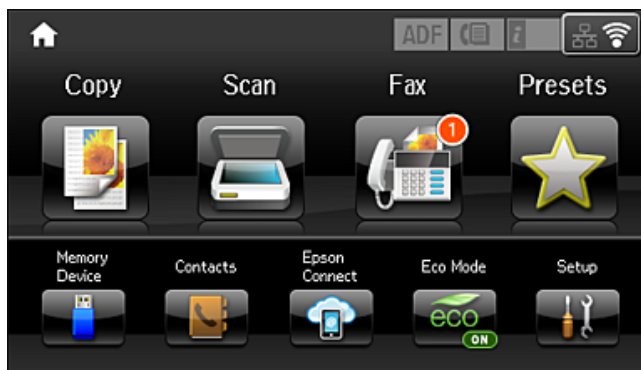 ADF i
Copy Scan Fax Presets
1
Memory Device Contacts Epson Connect Eco Mode Setup
eco
ON